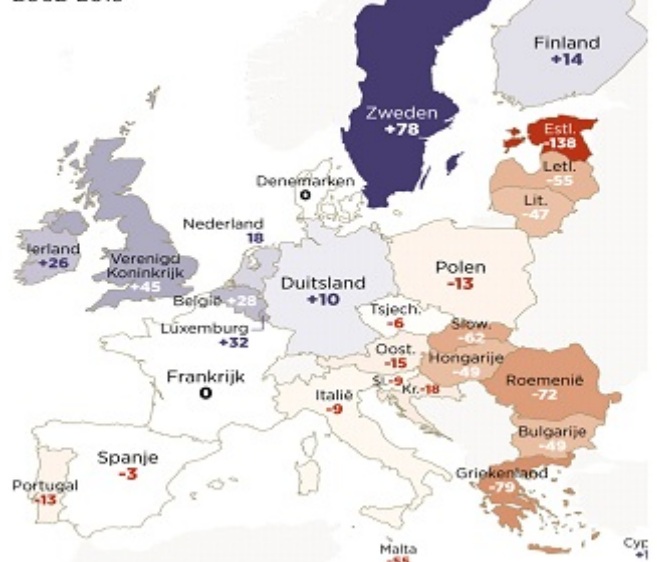 Finland
+14
Zweden
+78
Estl.
-138
Letl.
-55
Lit.
-47
Denemarken
0
Nederland
18
Ierland
+26
Verenigd
Koninkrijk
+45
België +28
Luxemburg
+32
Duitsland
+10
Polen
-13
Tsjech.
-6
Slow.
-62
Oost.
-15
Hongarije
-49
Sl.-9
Kr.-18
Frankrijk
0
Italië
-9
Roemenië
-72
Bulgarije
-49
Spanje
-3
Portugal
-13
Griekenland
-79
Malta